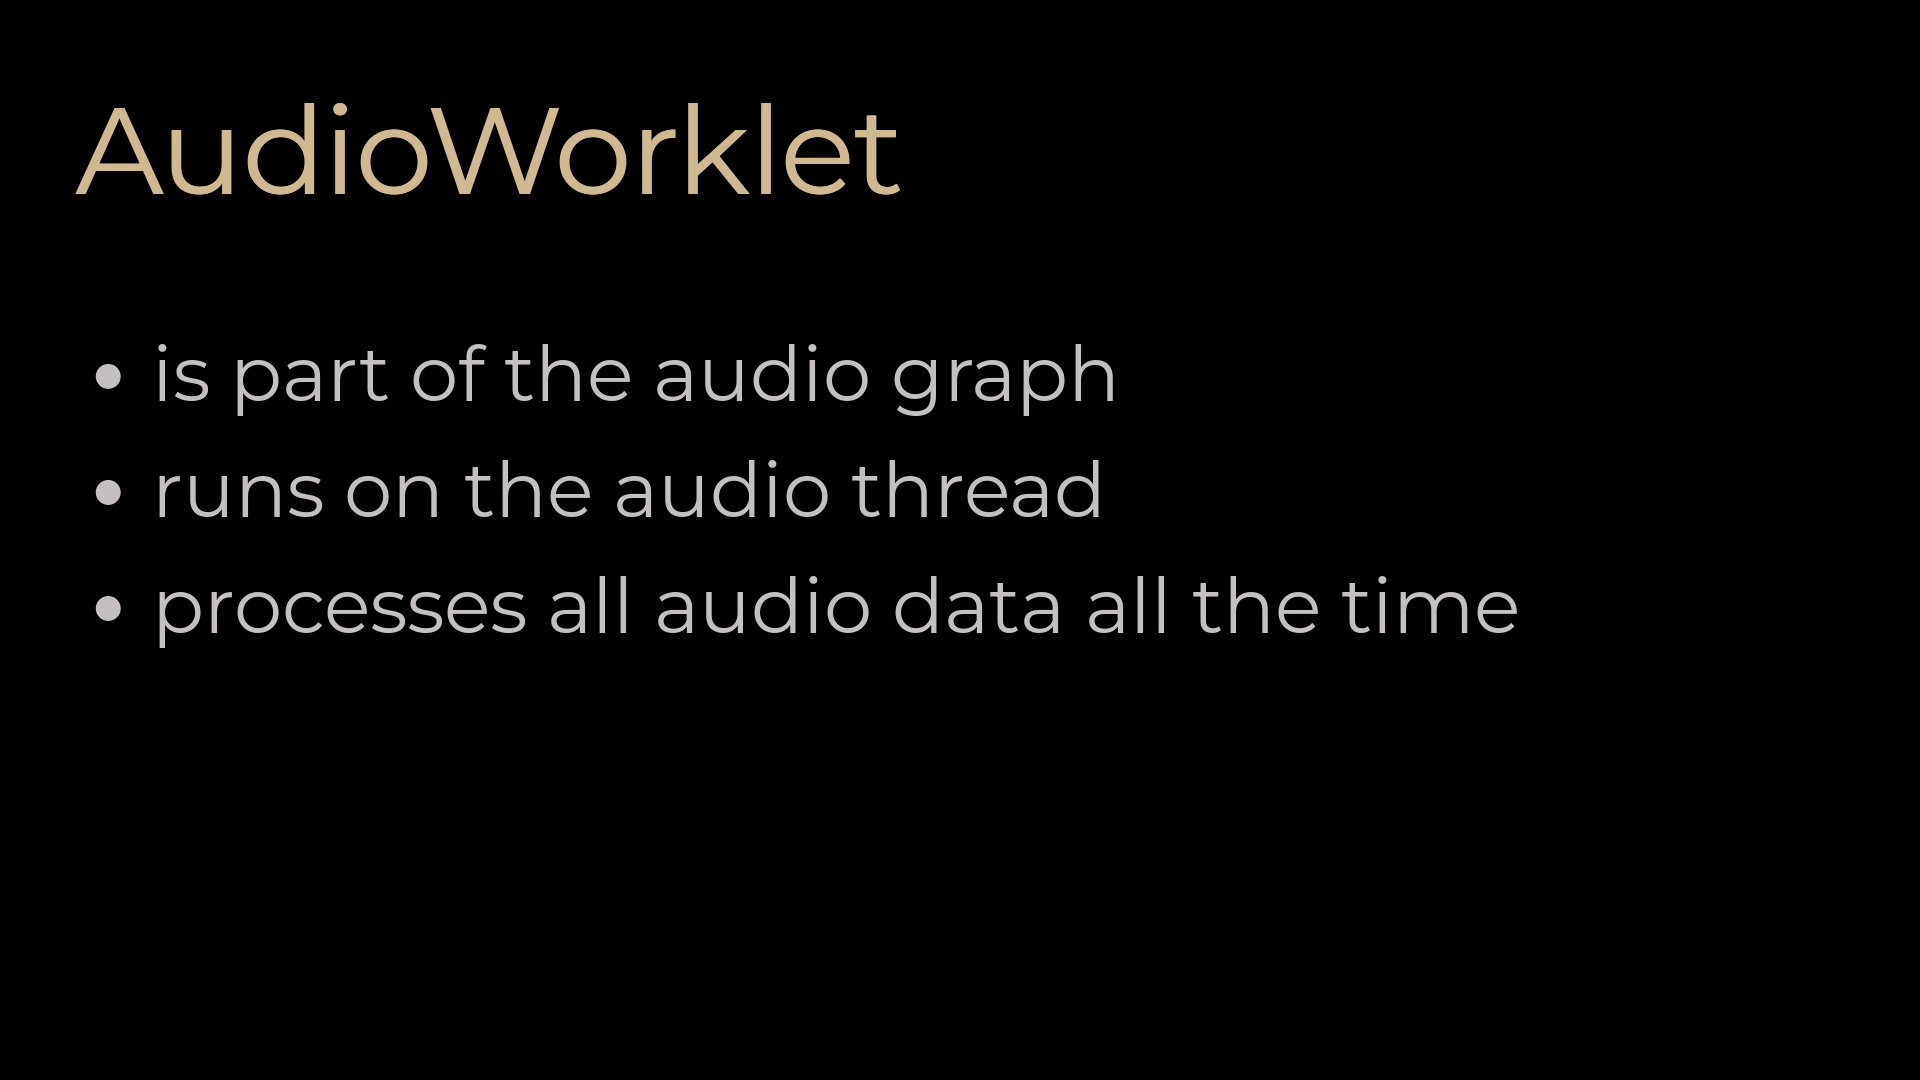 AudioWorklet
• is part of the audio graph
• runs on the audio thread
• processes all audio data all the time